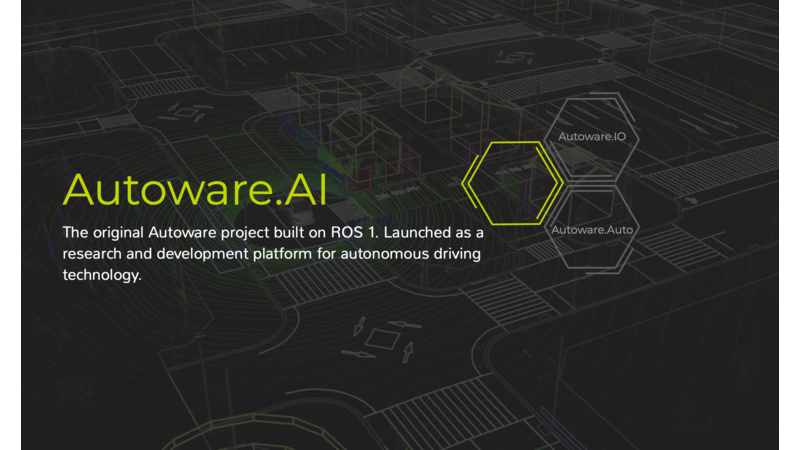 Autoware.IO
Autoware.AI
The original Autoware project built on ROS 1. Launched as a
research and development platform for autonomous driving
technology.
Autoware.Auto